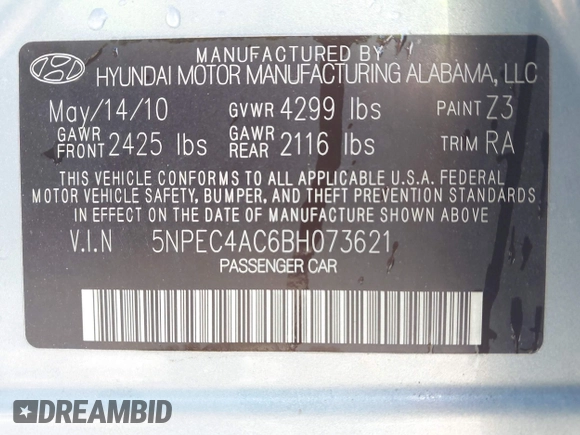 MANUFACTURED BY
HYUNDAI MOTOR MANUFACTURING ALABAMA, LLC
May/14/10 GVWR 4299 lbs PAINT Z3
GAWR FRONT 2425 lbs GAWR REAR 2116 lbs TRIM RA
THIS VEHICLE CONFORMS TO ALL APPLICABLE U.S.A. FEDERAL
MOTOR VEHICLE SAFETY, BUMPER, AND THEFT PREVENTION STANDARDS
IN EFFECT ON THE DATE OF MANUFACTURE SHOWN ABOVE.
V.I.N 5NPEC4AC6BH073621
PASSENGER CAR
DREAMBID